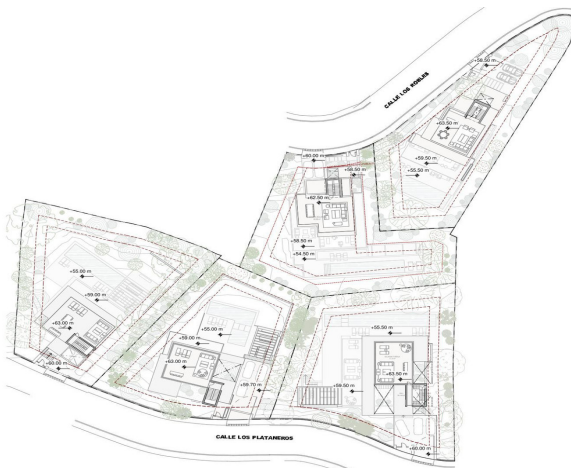 +58.50 m
CALLE LOS ROBLES
+63.50 m
+60.00 m
+58.50 m
+59.50 m
+55.50 m
+62.50 m
+58.50 m
+54.50 m
+55.00 m
+59.00 m
+63.00 m
+60.00 m
+55.00 m
+59.00 m
+63.00 m
+59.70 m
+55.50 m
+63.50 m
+59.50 m
+60.00 m
CALLE LOS PLATANEROS